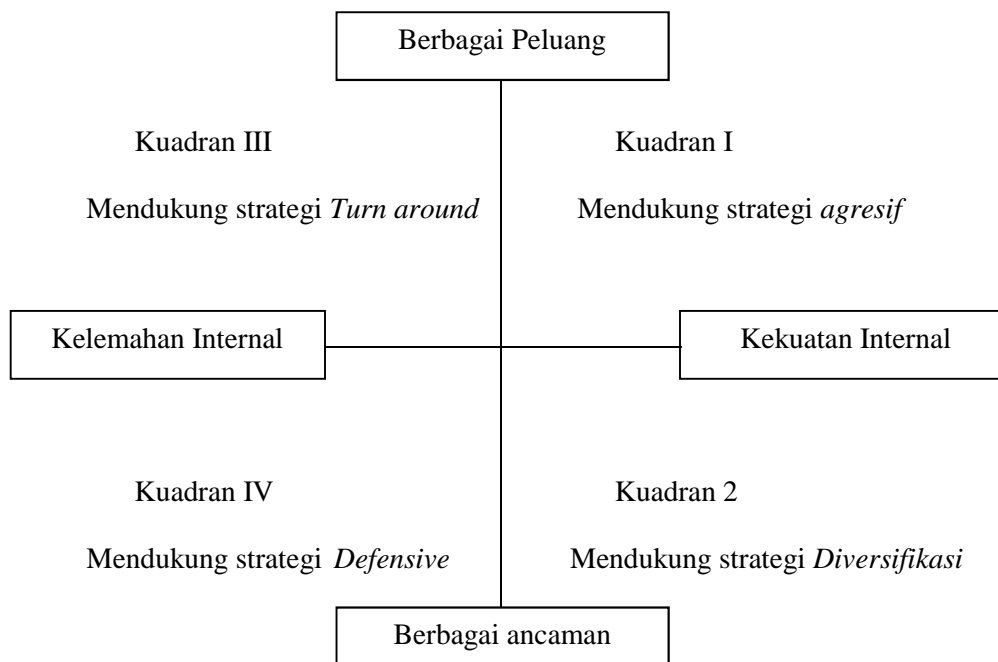 Berbagai Peluang
Kuadran III
Kuadran I
Mendukung strategi Turn around
Mendukung strategi agresif
Kelemahan Internal
Kekuatan Internal
Kuadran IV
Kuadran 2
Mendukung strategi Defensive
Mendukung strategi Diversifikasi
Berbagai ancaman